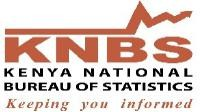 KNBS
KENYA NATIONAL
BUREAU OF STATISTICS
Keeping you informed